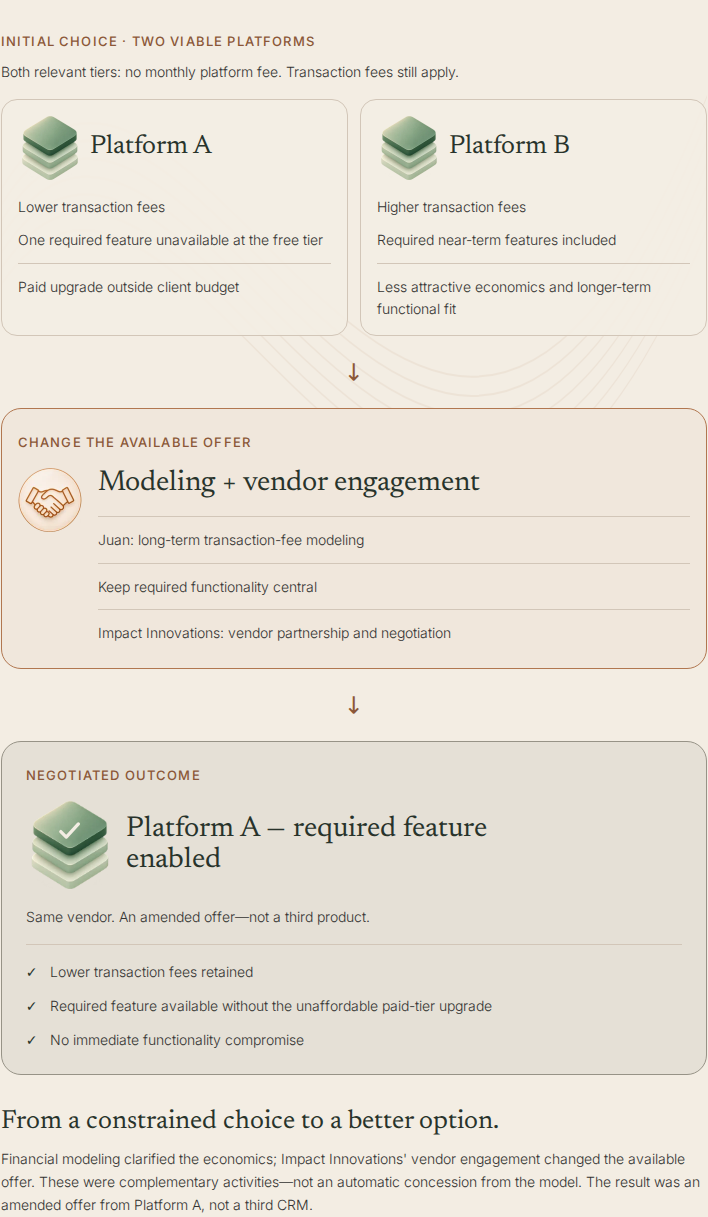 INITIAL CHOICE · TWO VIABLE PLATFORMS
Both relevant tiers: no monthly platform fee. Transaction fees still apply.
Platform A
Lower transaction fees
One required feature unavailable at the free tier
Paid upgrade outside client budget
Platform B
Higher transaction fees
Required near-term features included
Less attractive economics and longer-term
functional fit
↓
CHANGE THE AVAILABLE OFFER
Modeling + vendor engagement
Juan: long-term transaction-fee modeling
Keep required functionality central
Impact Innovations: vendor partnership and negotiation
↓
NEGOTIATED OUTCOME
Platform A — required feature
enabled
Same vendor. An amended offer—not a third product.
✓ Lower transaction fees retained
✓ Required feature available without the unaffordable paid-tier upgrade
✓ No immediate functionality compromise
From a constrained choice to a better option.
Financial modeling clarified the economics; Impact Innovations' vendor engagement changed the available
offer. These were complementary activities—not an automatic concession from the model. The result was an
amended offer from Platform A, not a third CRM.